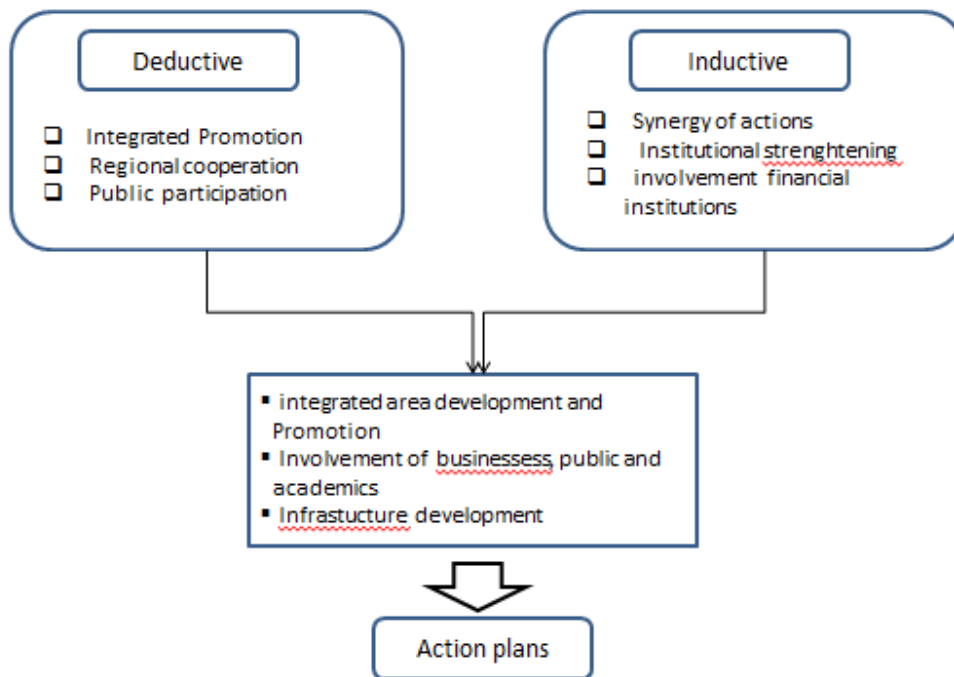 Deductive
Integrated Promotion
Regional cooperation
Public participation
Inductive
Synergy of actions
Institutional strenghtening
involvement financial
institutions
integrated area development and
Promotion
Involvement of businessess, public and
academics
Infrastucture development
Action plans